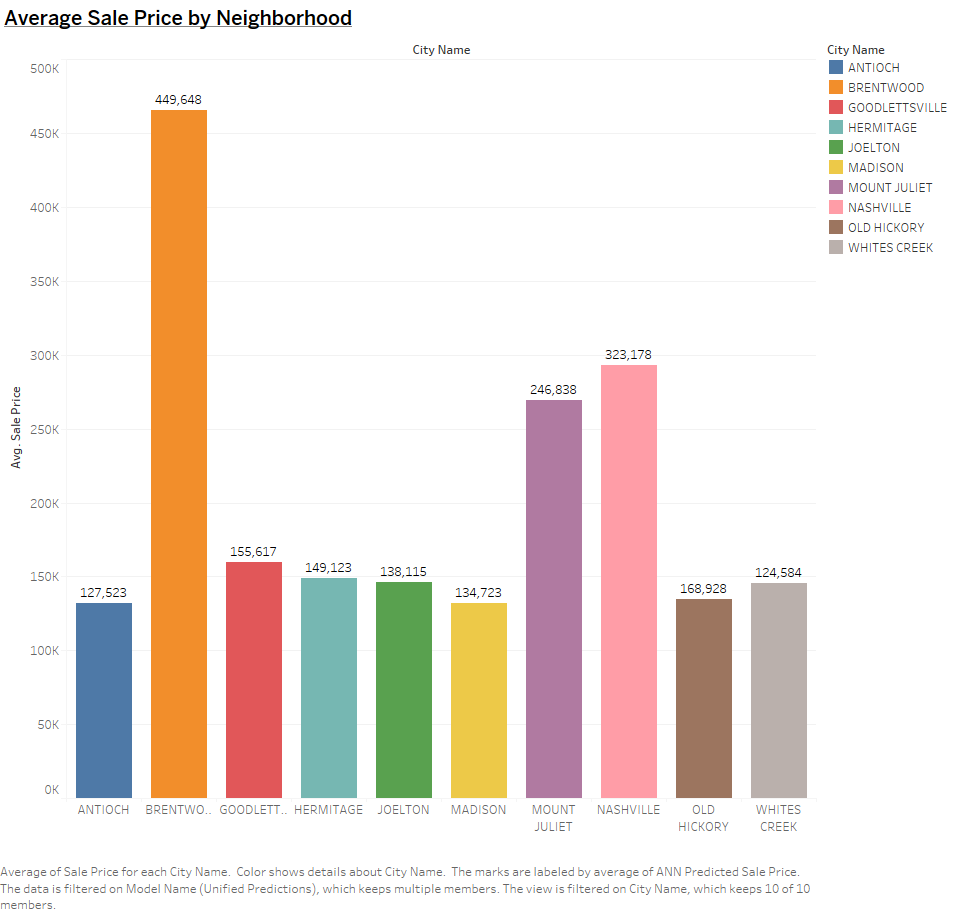 Average Sale Price by Neighborhood
City Name
City Name
ANTIOCH
BRENTWOOD
GOODLETTSVILLE
HERMITAGE
JOELTON
MADISON
MOUNT JULIET
NASHVILLE
OLD HICKORY
WHITES CREEK
Avg. Sale Price
500K
450K
400K
350K
300K
250K
200K
150K
100K
50K
0K
127,523
449,648
155,617
149,123
138,115
134,723
246,838
323,178
168,928
124,584
ANTIOCH
BRENTWO..
GOODLETT..
HERMITAGE
JOELTON
MADISON
MOUNT
JULIET
NASHVILLE
OLD
HICKORY
WHITES
CREEK
Average of Sale Price for each City Name.  Color shows details about City Name.  The marks are labeled by average of ANN Predicted Sale Price.
The data is filtered on Model Name (Unified Predictions), which keeps multiple members. The view is filtered on City Name, which keeps 10 of 10
members.